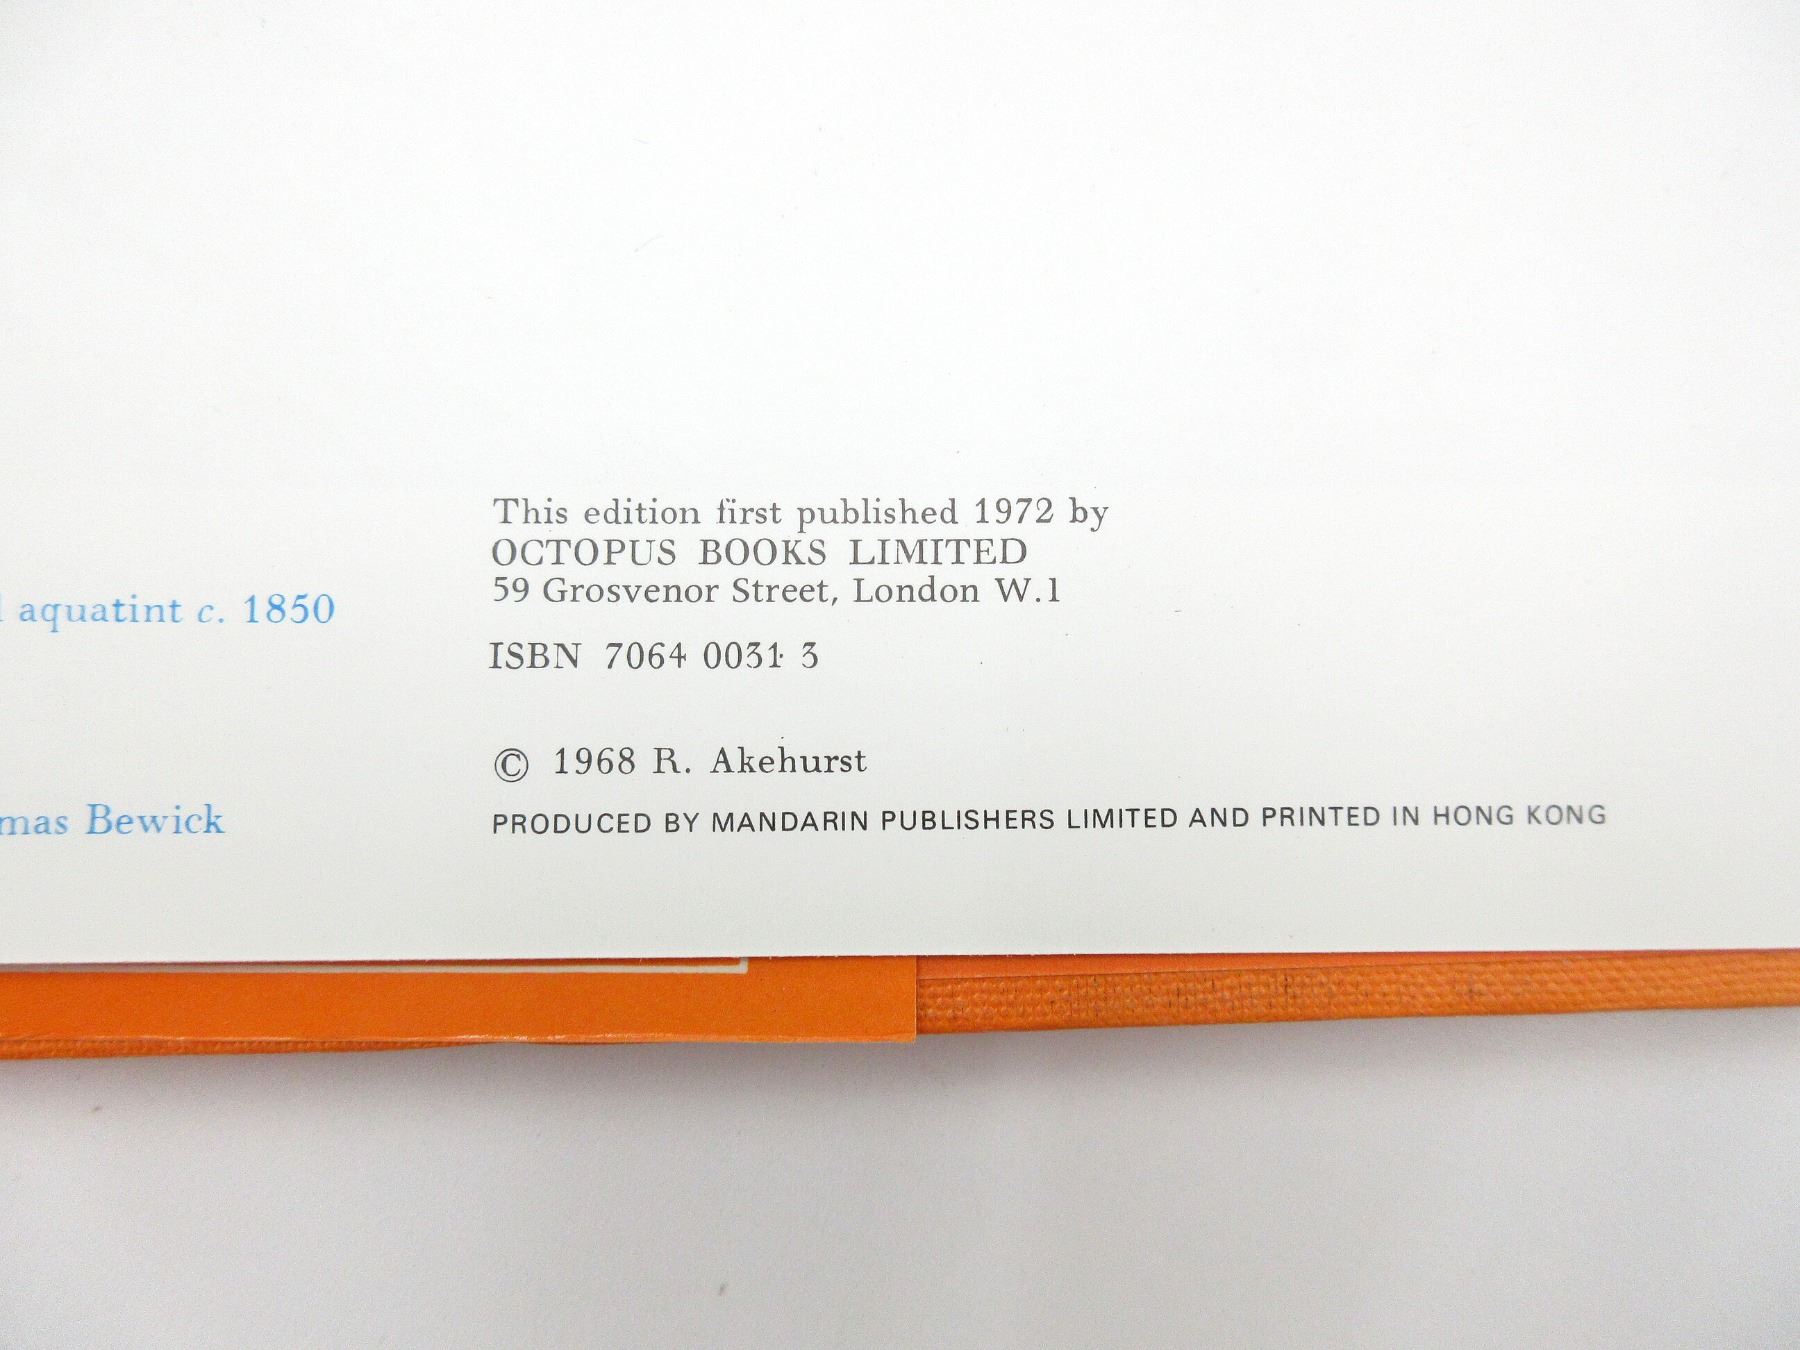 aquatint c. 1850
mas Bewick
This edition first published 1972 by
OCTOPUS BOOKS LIMITED
59 Grosvenor Street, London W.1
ISBN 7064 0031 3
© 1968 R. Akehurst
PRODUCED BY MANDARIN PUBLISHERS LIMITED AND PRINTED IN HONG KONG